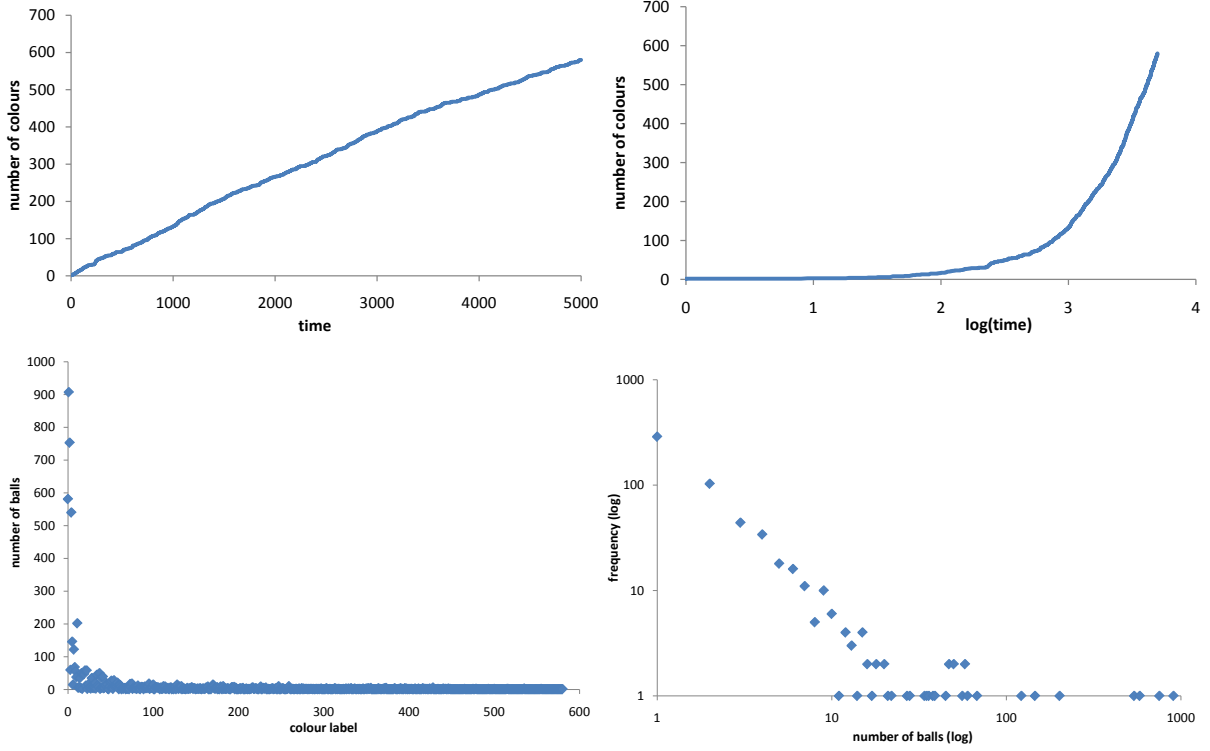 700
600
500
400
300
200
100
0
number of colours
0 1000 2000 3000 4000 5000
time
700
600
500
400
300
200
100
0
number of colours
0 1 2 3 4
log(time)
1000
900
800
700
600
500
400
300
200
100
0
number of balls
0 100 200 300 400 500 600
colour label
1000
100
10
1
frequency (log)
1 10 100 1000
number of balls (log)